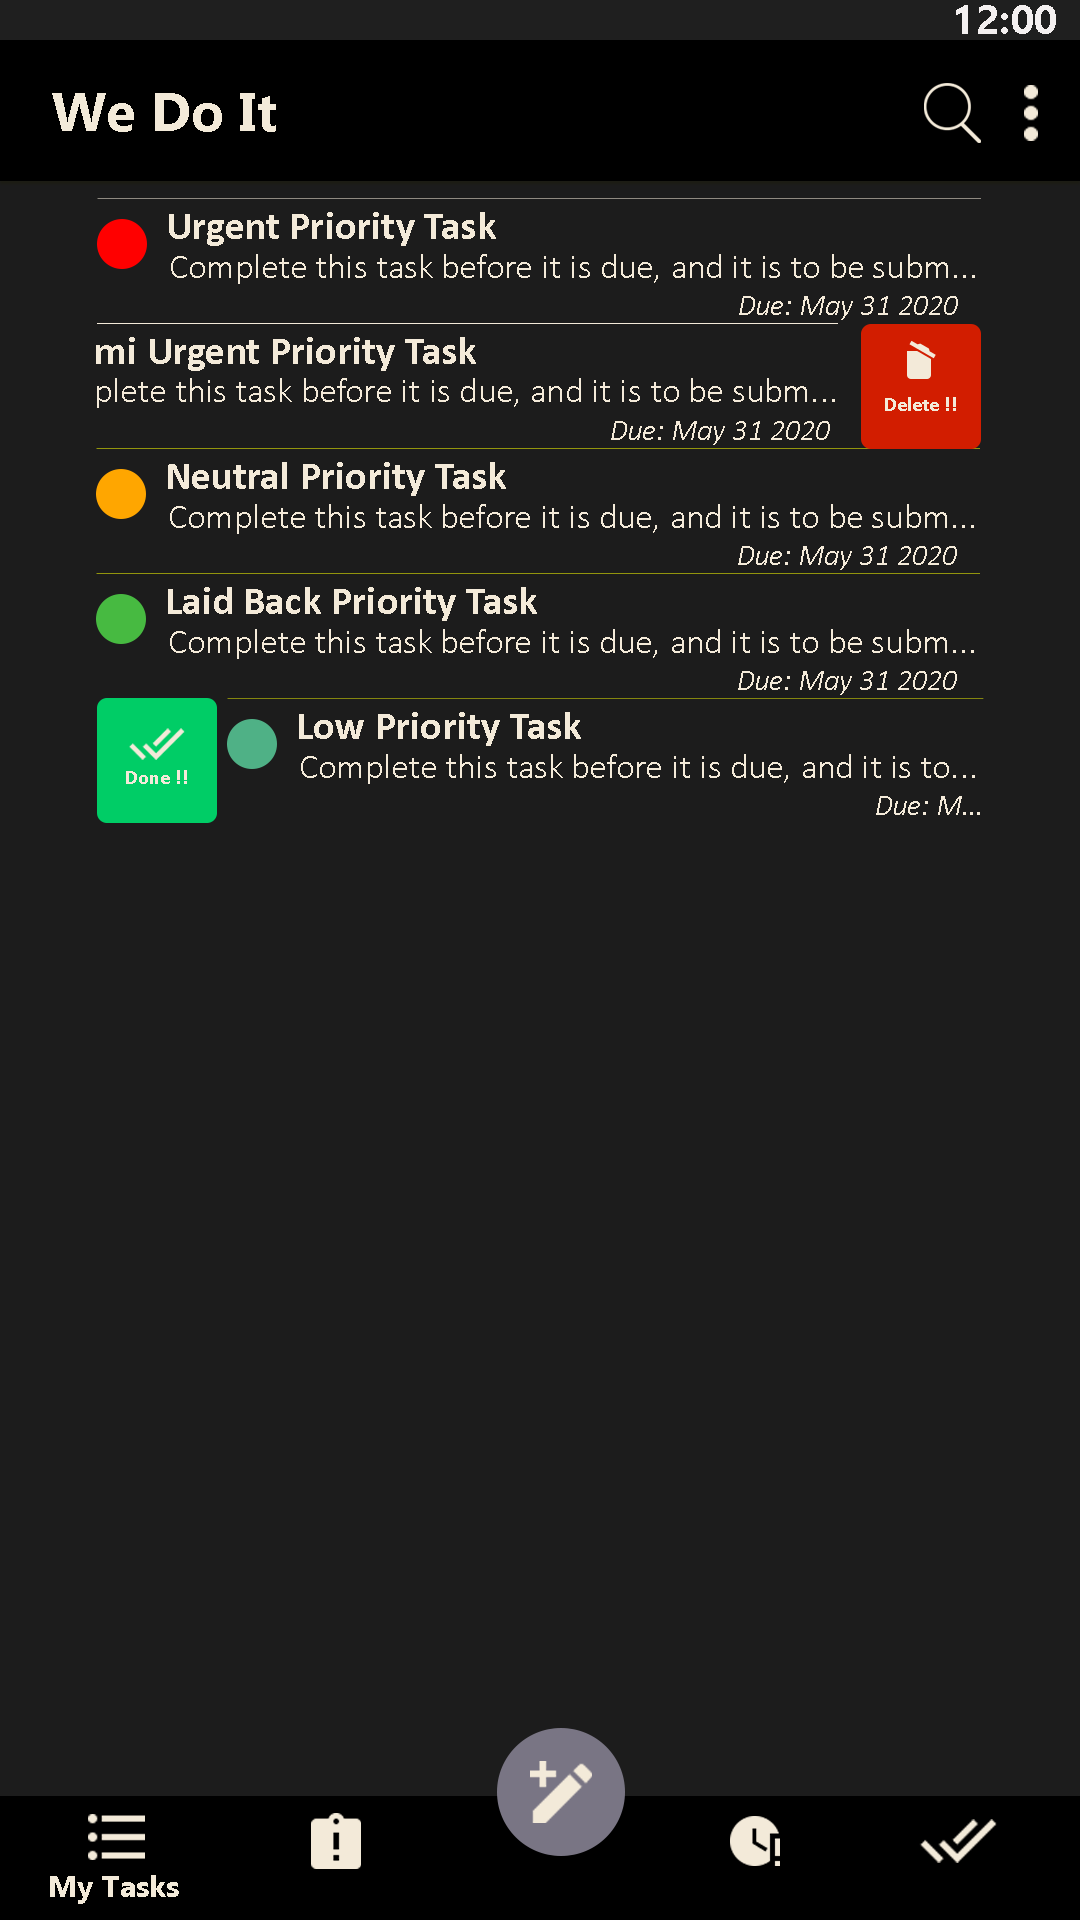 12:00
We Do It
Urgent Priority Task
Complete this task before it is due, and it is to be subm...
Due: May 31 2020
mi Urgent Priority Task
plete this task before it is due, and it is to be subm...
Due: May 31 2020
Delete !!
Neutral Priority Task
Complete this task before it is due, and it is to be subm...
Due: May 31 2020
Laid Back Priority Task
Complete this task before it is due, and it is to be subm...
Due: May 31 2020
Done !!
Low Priority Task
Complete this task before it is due, and it is to...
Due: M...
My Tasks